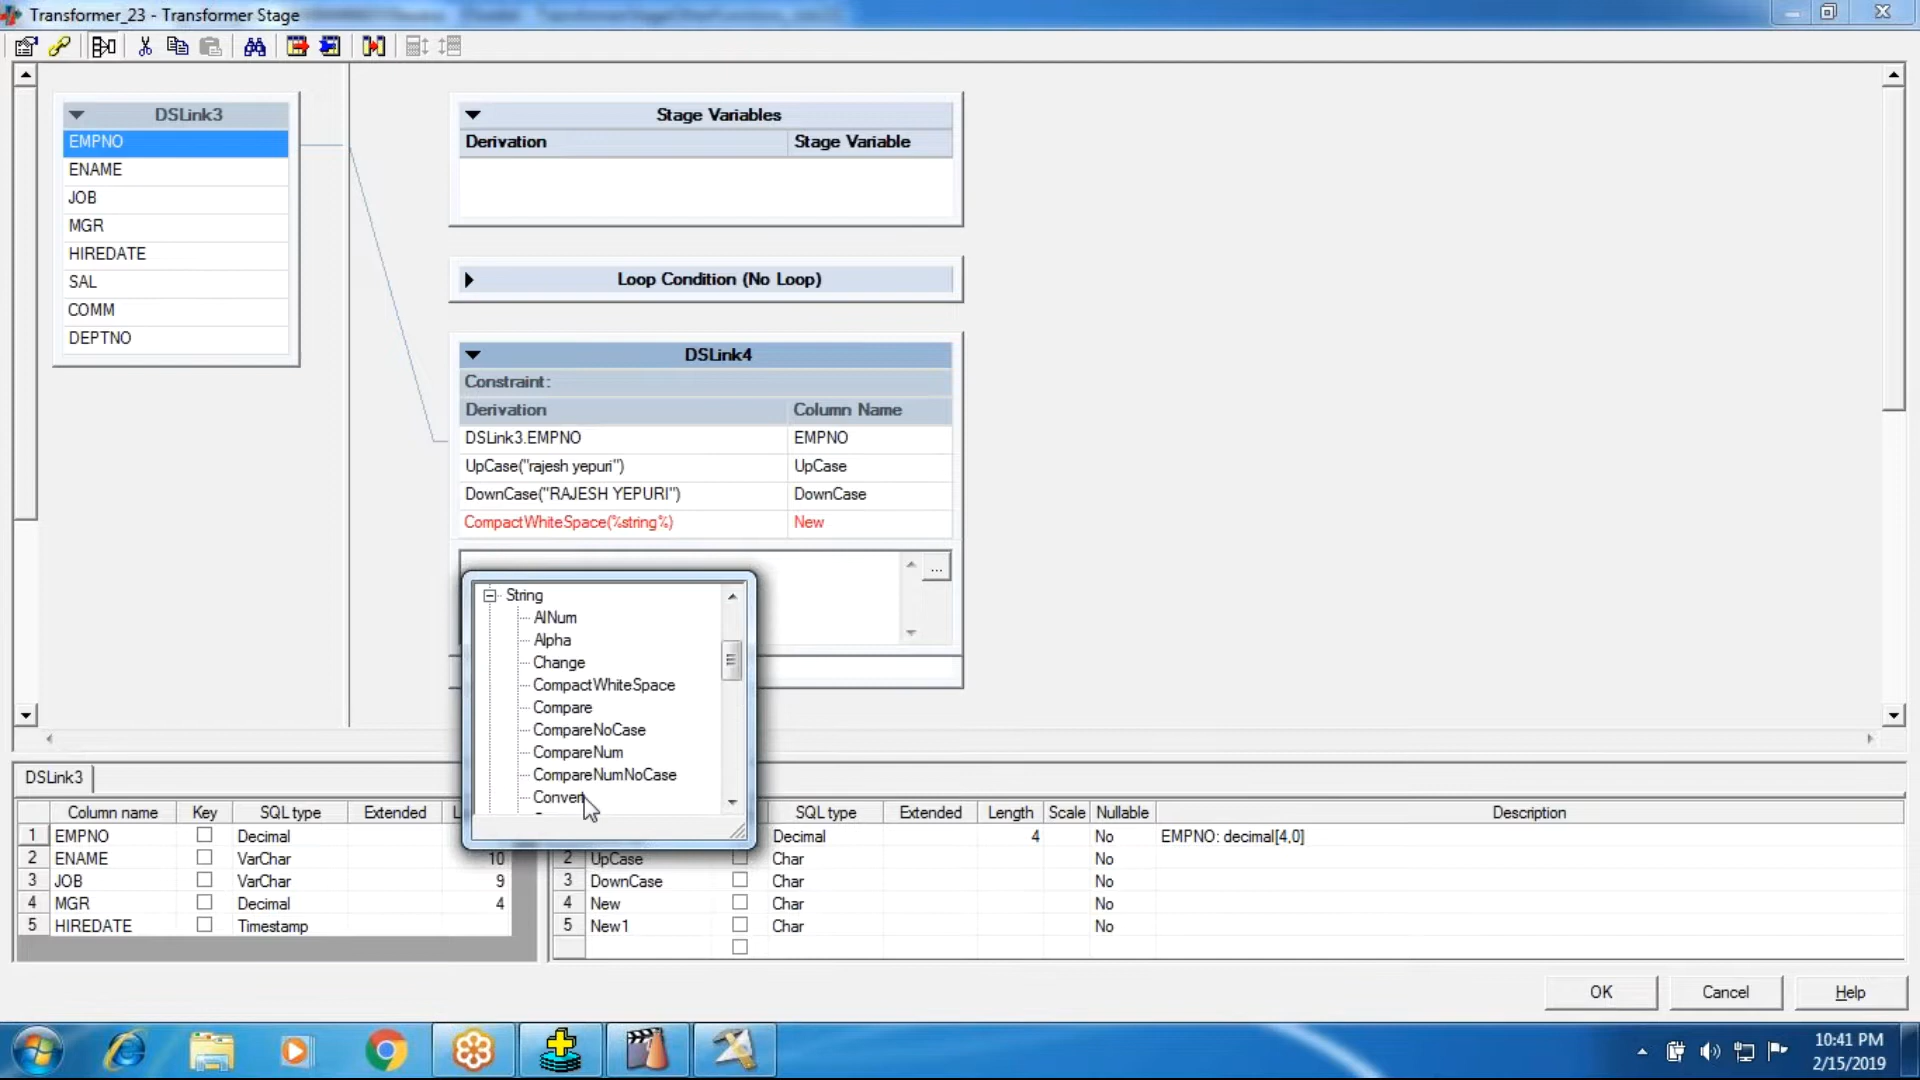 Transformer_23 - Transformer Stage
DSLink3
EMPNO
ENAME
JOB
MGR
HIREDATE
SAL
COMM
DEPTNO
Stage Variables
Derivation Stage Variable
Loop Condition (No Loop)
DSLink4
Constraint:
Derivation Column Name
DSLink3.EMPNO EMPNO
UpCase("rajesh yepuri") UpCase
DownCase("RAJESH YEPURI") DownCase
CompactWhiteSpace(%string%) New
...
String
AlNum
Alpha
Change
CompactWhiteSpace
Compare
CompareNoCase
CompareNum
CompareNumNoCase
Convert
DSLink3
Column name Key SQL type Extended
1 EMPNO Decimal
2 ENAME VarChar 10
3 JOB VarChar 9
4 MGR Decimal 4
5 HIREDATE Timestamp
SQL type Extended Length Scale Nullable Description
Decimal 4 No EMPNO: decimal[4,0]
2 UpCase Char No
3 DownCase Char No
4 New Char No
5 New1 Char No
OK Cancel Help
10:41 PM
2/15/2019